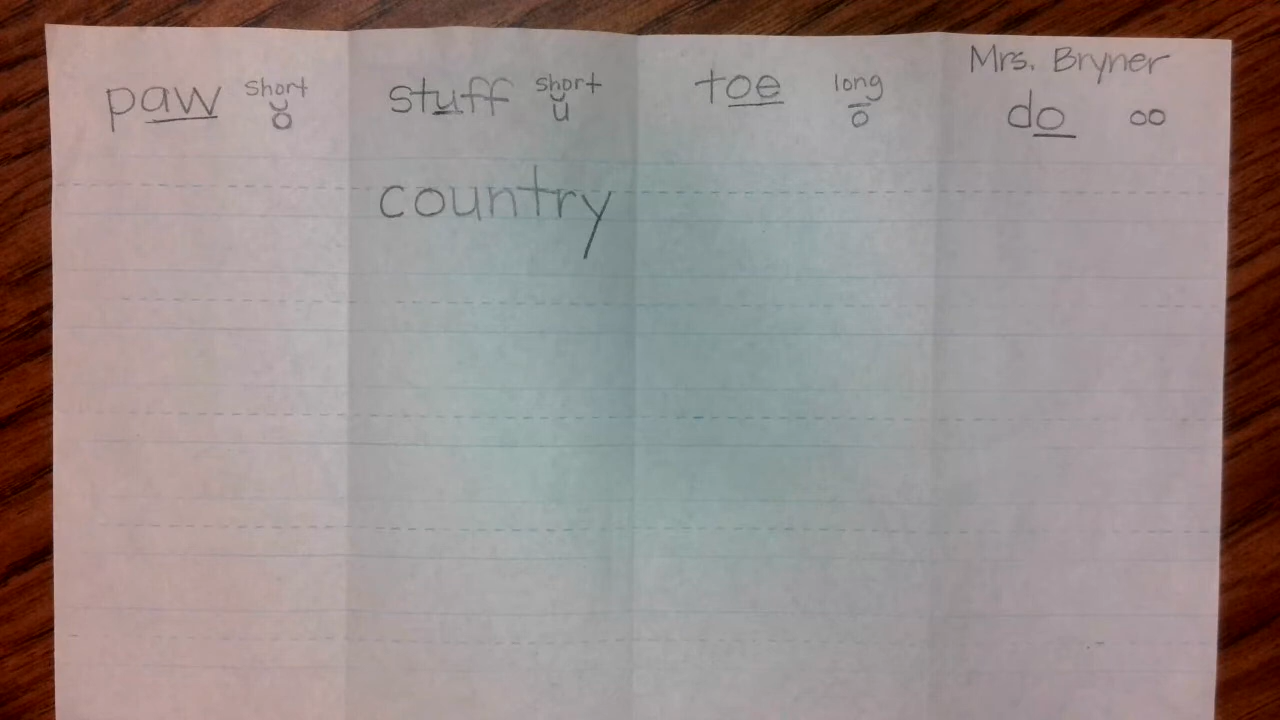 Mrs. Bryner
paw short ŏ
stuff short ŭ
toe long ō
do oo
country